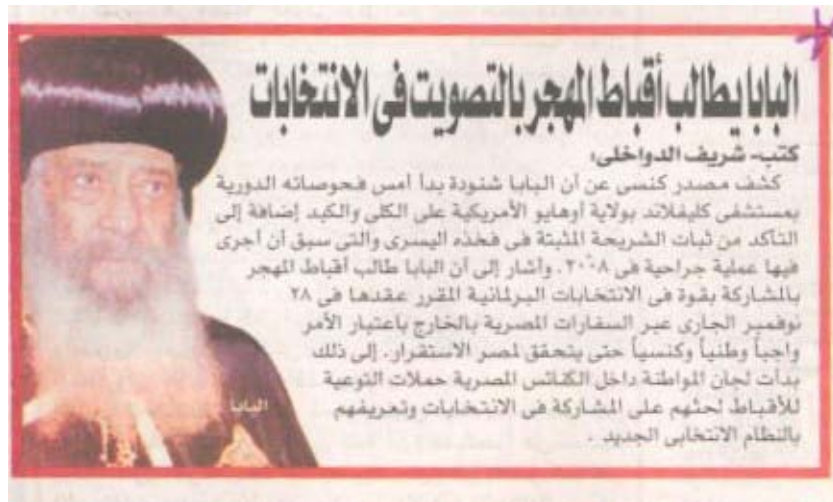 البابا يطالب أقباط المهجر بالتصويت فى الانتخابات
كتب- شريف الدواخلى:
كشف مصدر كنسى عن أن البابا شنودة بدأ أمس فحوصاته الدورية
بمستشفى كليفلاند بولاية أوهايو الأمريكية على الكلى والكبد إضافة إلى
التأكد من ثبات الشريحة المثبتة فى فخذه اليسرى والتى سبق أن أجرى
فيها عملية جراحية فى ٢٠٠٨. وأشار إلى أن البابا طالب أقباط المهجر
بالمشاركة بقوة فى الانتخابات البرلمانية المقرر عقدها فى ٢٨
نوفمبر الجارى عبر السفارات المصرية بالخارج باعتبار الأمر
واجباً وطنياً وكنسياً حتى يتحقق لمصر الاستقرار. إلى ذلك
بدأت لجان المواطنة داخل الكنائس المصرية حملات التوعية
للأقباط لحثهم على المشاركة فى الانتخابات وتعريفهم
بالنظام الانتخابى الجديد .
البابا